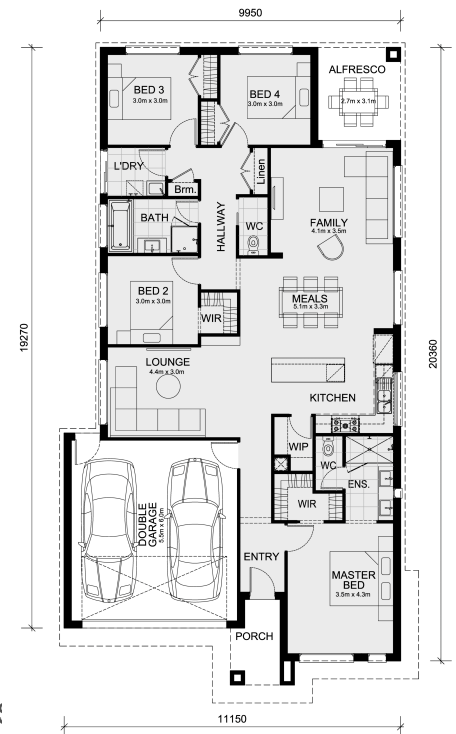 9950
BED 3
3.0m x 3.0m
BED 4
3.0m x 3.0m
ALFRESCO
2.7m x 3.1m
L'DRY
Brm.
Linen
BATH
HALLWAY
WC
FAMILY
4.1m x 3.5m
BED 2
3.0m x 3.0m
WIR
MEALS
5.1m x 3.3m
19270
20360
LOUNGE
4.4m x 3.0m
KITCHEN
WIP
WC
ENS.
WIR
DOUBLE
GARAGE
5.5m x 6.0m
ENTRY
MASTER
BED
3.5m x 4.3m
PORCH
11150